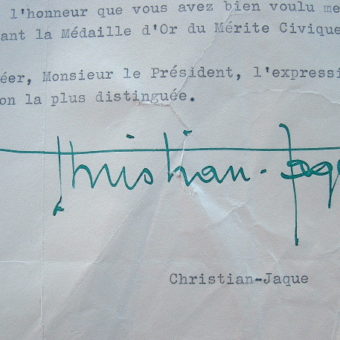 l'honneur que vous avez bien voulu me
ant la Médaille d'Or du Mérite Civique
éer, Monsieur le Président, l'expressi
on la plus distinguée.
Christian-Jaq
Christian-Jaque